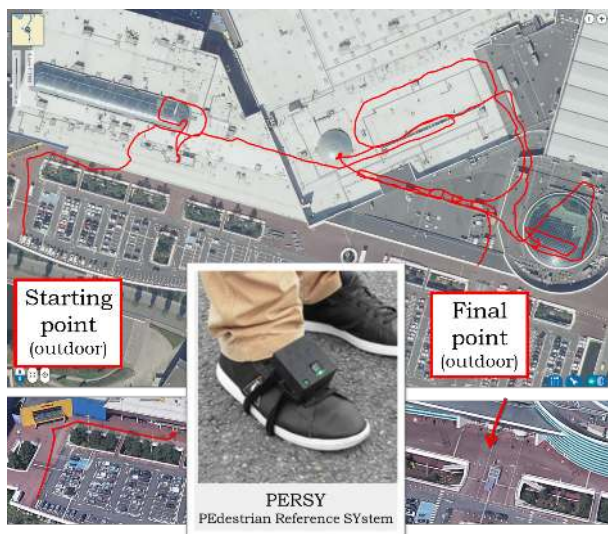 Starting
point
(outdoor)
Final
point
(outdoor)
PERSY
PEdestrian Reference SYstem